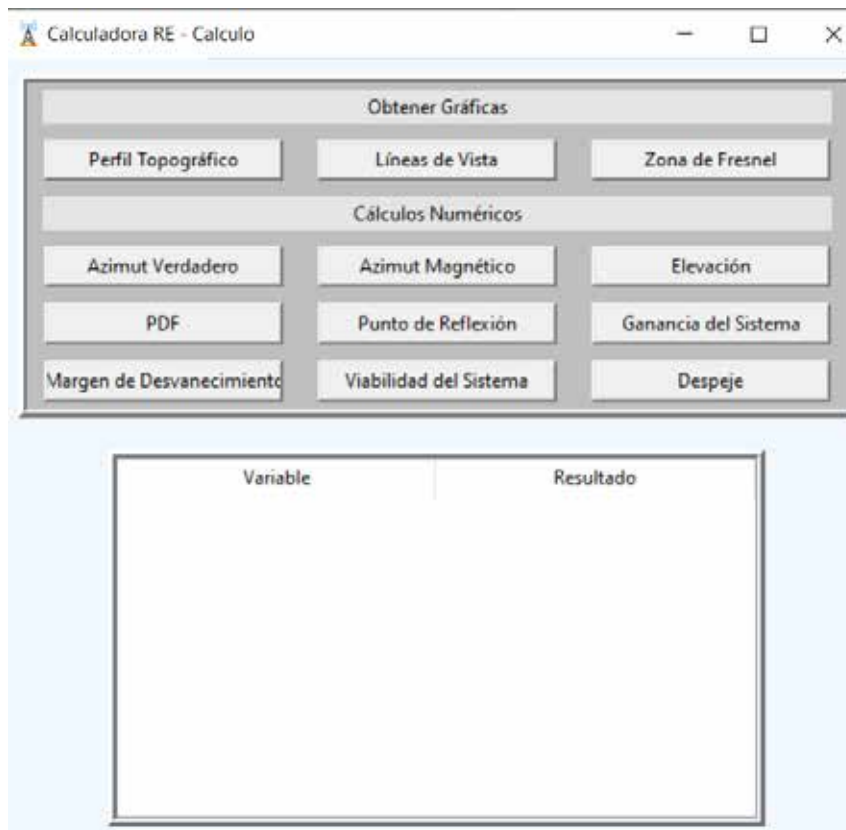 Calculadora RE - Calculo
Obtener Gráficas
Perfil Topográfico Líneas de Vista Zona de Fresnel
Cálculos Numéricos
Azimut Verdadero Azimut Magnético Elevación
PDF Punto de Reflexión Ganancia del Sistema
Margen de Desvanecimiento Viabilidad del Sistema Despeje
Variable Resultado